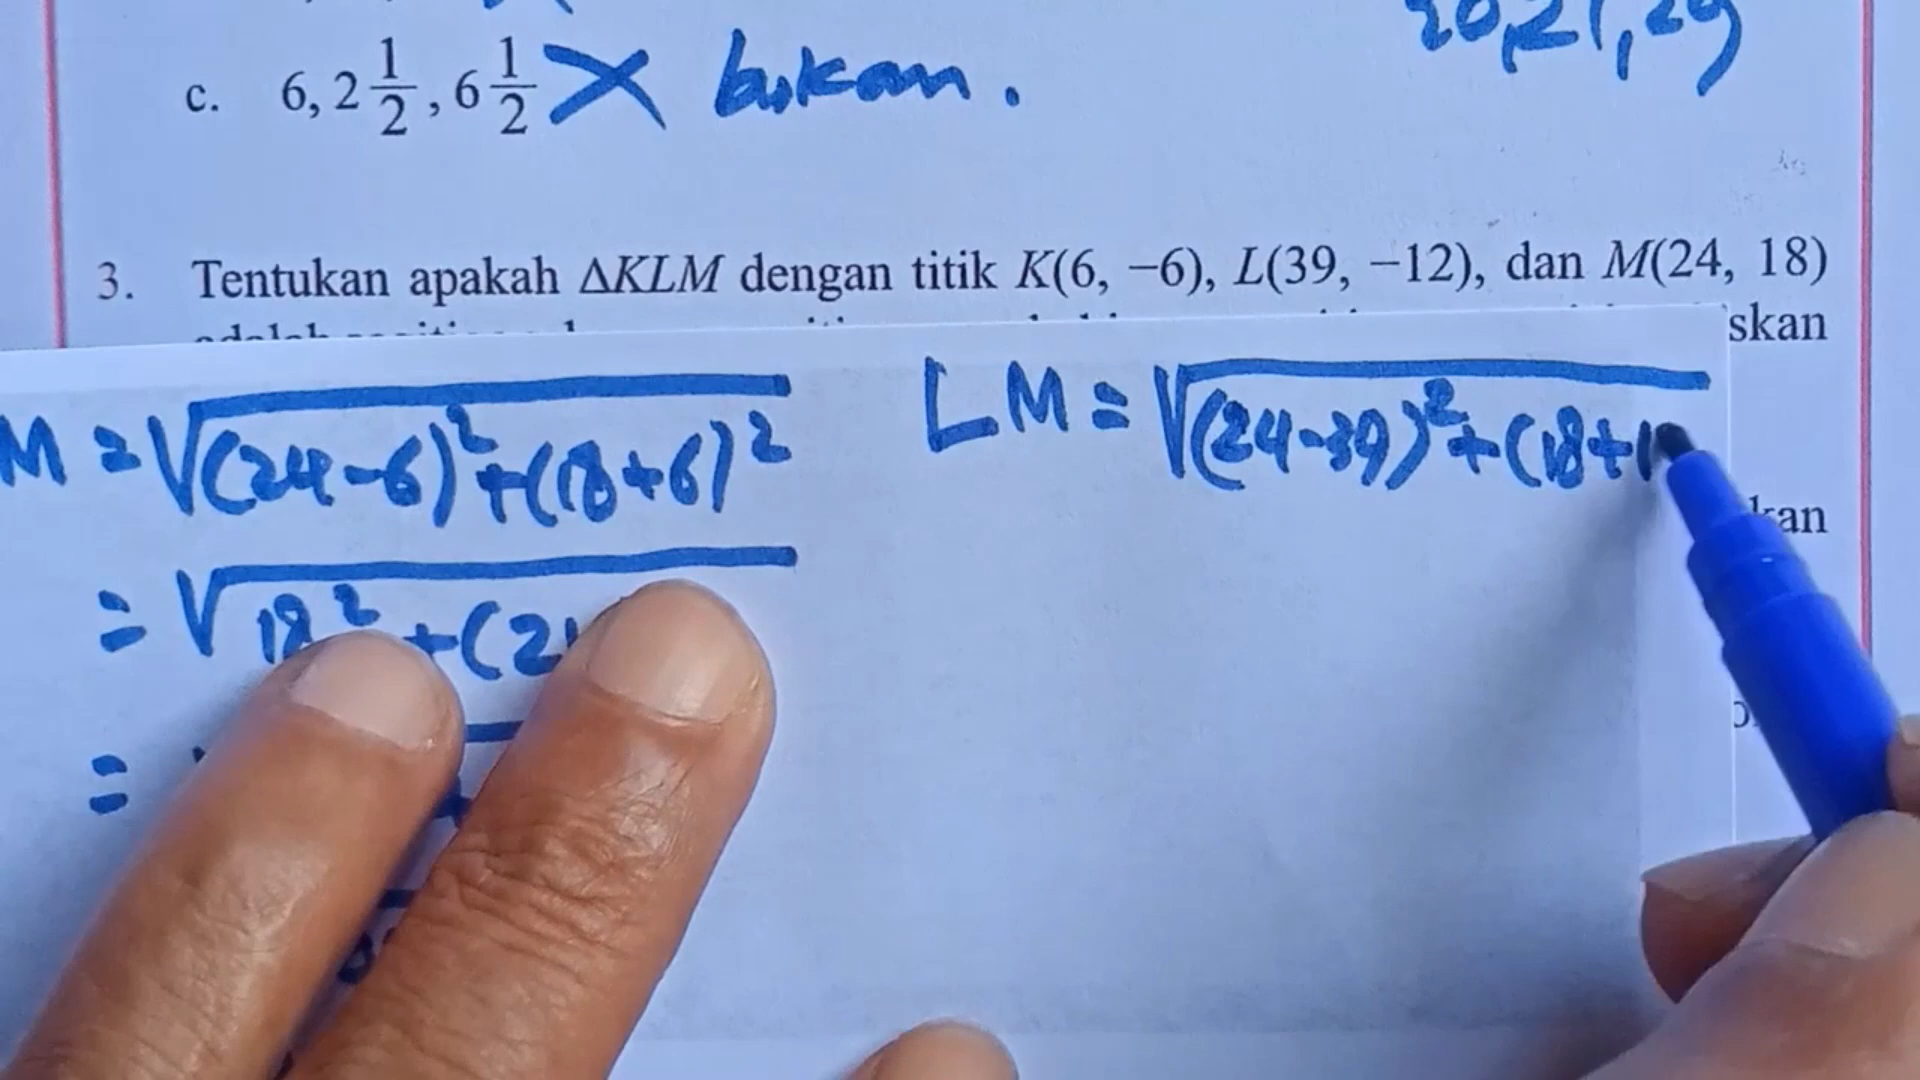 20,21,29
c. 6, 2 1/2, 6 1/2 X bukan.
3. Tentukan apakah ΔKLM dengan titik K(6, −6), L(39, −12), dan M(24, 18)
adalah skan
M = √(24-6)²+(18+6)² LM = √(24-39)²+(18+1
kan
= √18²+(2
=